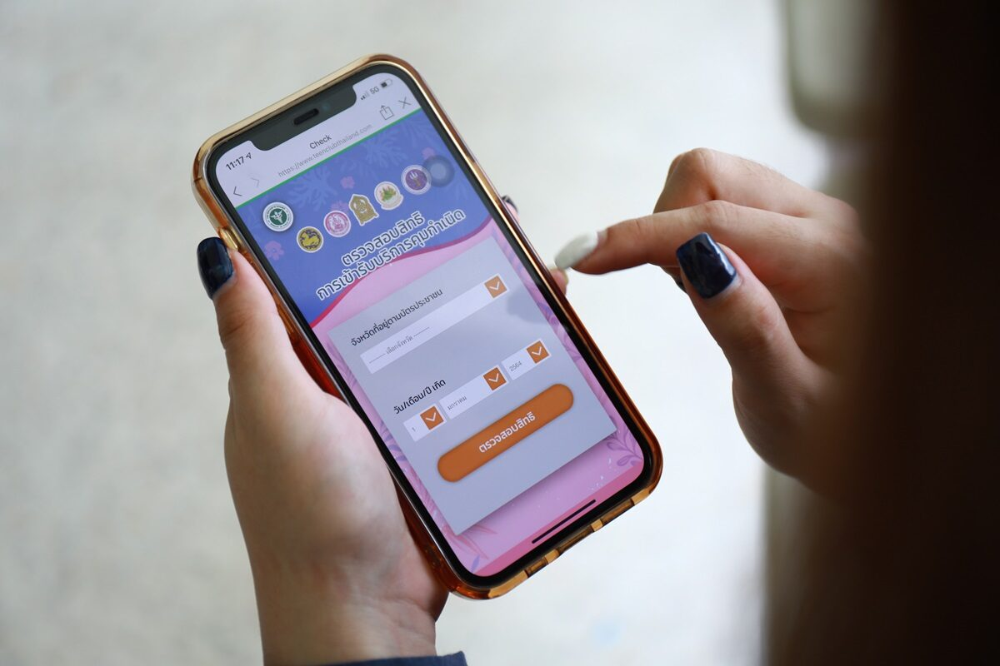 11:17
5G
Check
https://www.teenclubthailand.com
ตรวจสอบสิทธิ
การเข้ารับบริการคุมกำเนิด
จังหวัดที่อยู่ตามบัตรประชาชน
-------- เลือกจังหวัด --------
วัน/เดือน/ปี เกิด
1 มกราคม 2564
ตรวจสอบสิทธิ